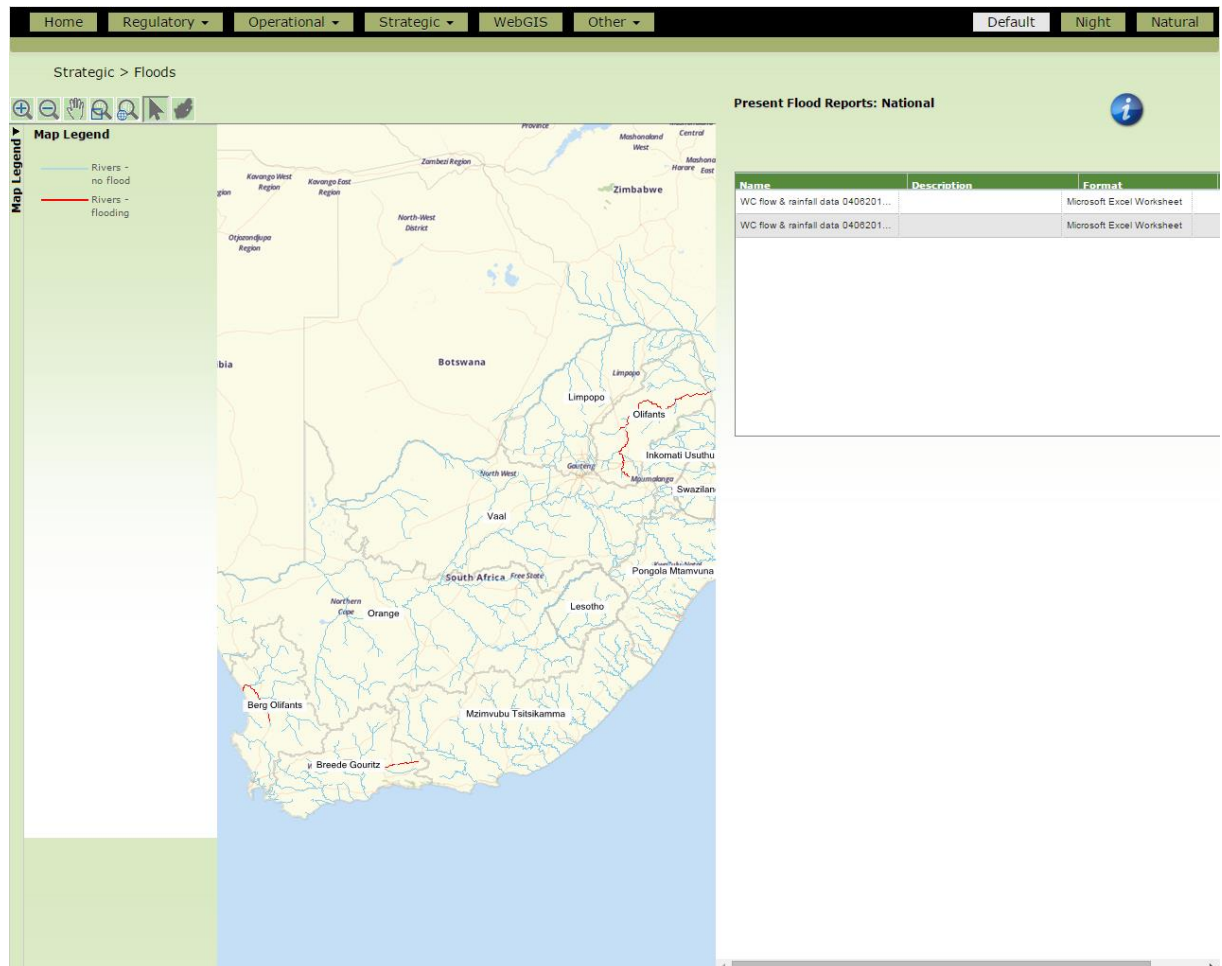 Home Regulatory Operational Strategic WebGIS Other Default Night Natural
Strategic > Floods
Map Legend
Map Legend
Rivers -
no flood
Rivers -
flooding
Province
Mashonaland
West
Central
Mashona
Harare East
Zambezi Region
Kavango West
Region
Kavango East
Region
gion
Zimbabwe
North-West
District
Otjozondjupa
Region
bia
Botswana
Limpopo
Limpopo
Olifants
Inkomati Usuthu
Gauteng
North West
Mpumalanga
Swazilan
Vaal
South Africa
Free State
Pongola Mtamvuna
Northern
Cape
Orange
Lesotho
Berg Olifants
Mzimvubu Tsitsikamma
Breede Gouritz
Present Flood Reports: National
Name Description Format
WC flow & rainfall data 0406201... Microsoft Excel Worksheet
WC flow & rainfall data 0406201... Microsoft Excel Worksheet